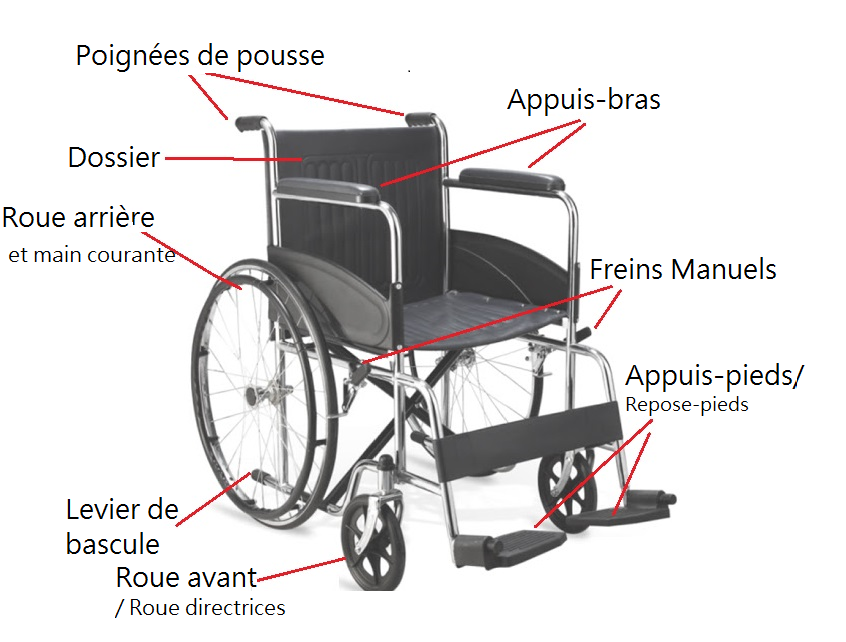 Poignées de pousse
Appuis-bras
Dossier
Roue arrière
et main courante
Freins Manuels
Appuis-pieds/
Repose-pieds
Levier de
bascule
Roue avant
/ Roue directrices